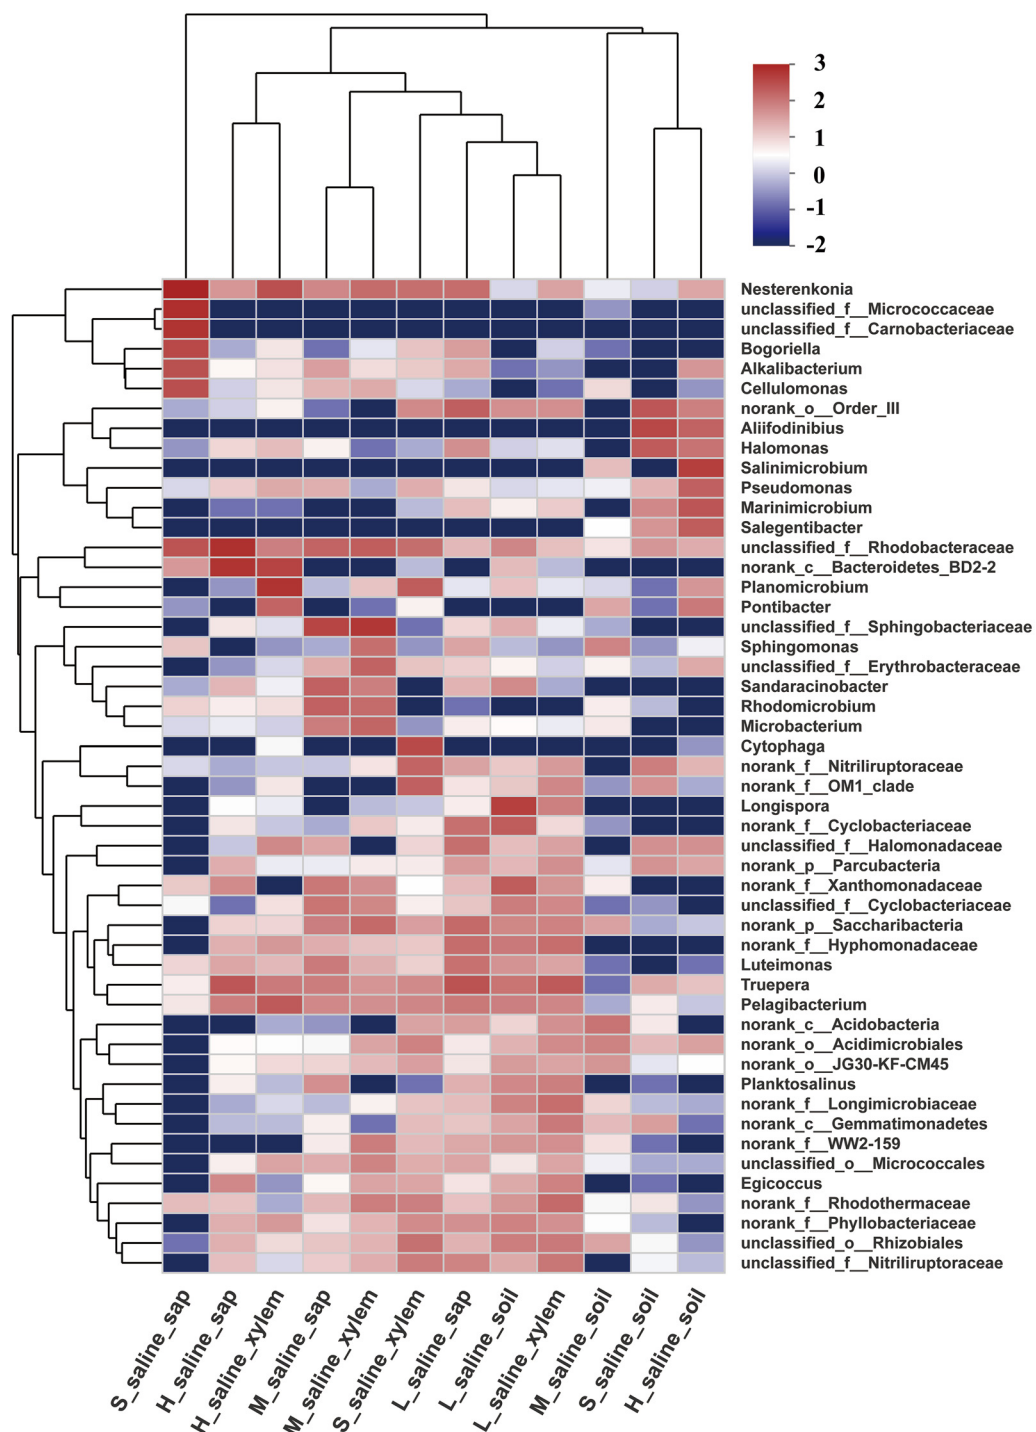 3
2
1
0
-1
-2
Nesterenkonia
unclassified_f__Micrococcaceae
unclassified_f__Carnobacteriaceae
Bogoriella
Alkalibacterium
Cellulomonas
norank_o__Order_III
Aliifodinibius
Halomonas
Salinimicrobium
Pseudomonas
Marinimicrobium
Salegentibacter
unclassified_f__Rhodobacteraceae
norank_c__Bacteroidetes_BD2-2
Planomicrobium
Pontibacter
unclassified_f__Sphingobacteriaceae
Sphingomonas
unclassified_f__Erythrobacteraceae
Sandaracinobacter
Rhodomicrobium
Microbacterium
Cytophaga
norank_f__Nitriliruptoraceae
norank_f__OM1_clade
Longispora
norank_f__Cyclobacteriaceae
unclassified_f__Halomonadaceae
norank_p__Parcubacteria
norank_f__Xanthomonadaceae
unclassified_f__Cyclobacteriaceae
norank_p__Saccharibacteria
norank_f__Hyphomonadaceae
Luteimonas
Truepera
Pelagibacterium
norank_c__Acidobacteria
norank_o__Acidimicrobiales
norank_o__JG30-KF-CM45
Planktosalinus
norank_f__Longimicrobiaceae
norank_c__Gemmatimonadetes
norank_f__WW2-159
unclassified_o__Micrococcales
Egicoccus
norank_f__Rhodothermaceae
norank_f__Phyllobacteriaceae
unclassified_o__Rhizobiales
unclassified_f__Nitriliruptoraceae
S_saline_sap
H_saline_sap
H_saline_xylem
M_saline_sap
M_saline_xylem
S_saline_xylem
L_saline_sap
L_saline_soil
L_saline_xylem
M_saline_soil
S_saline_soil
H_saline_soil